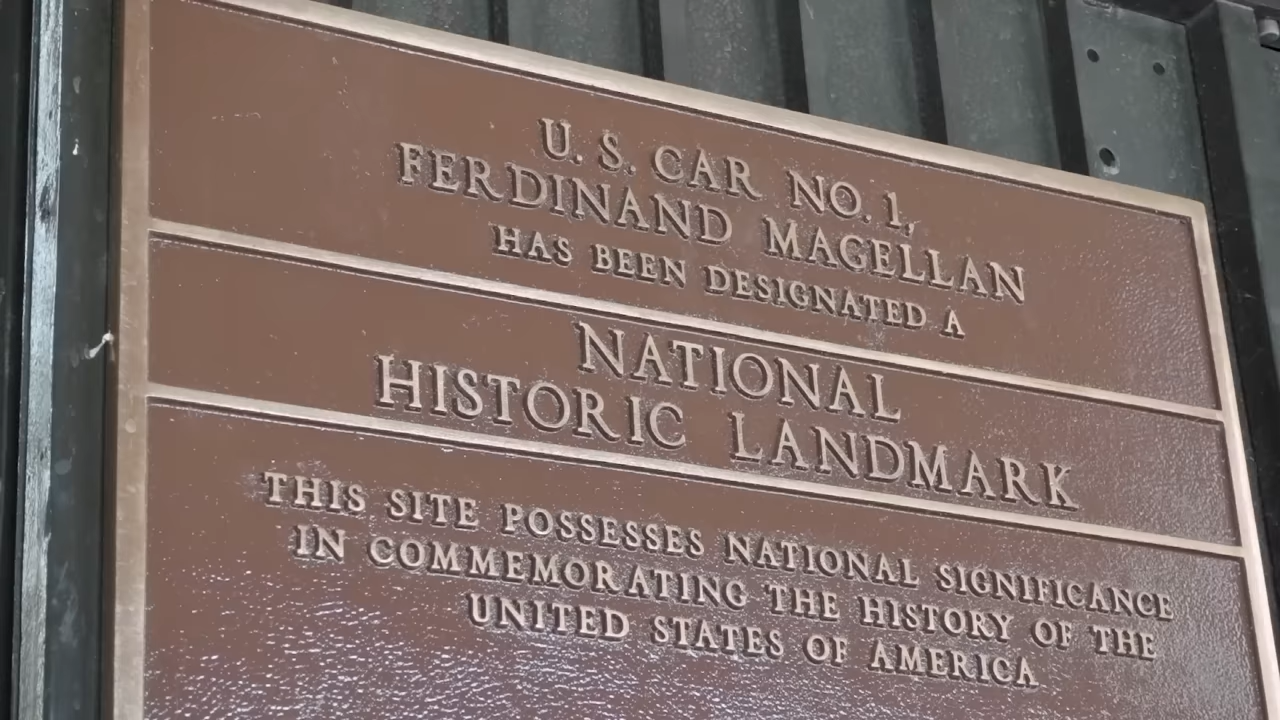 U. S. CAR NO. 1,
FERDINAND MAGELLAN
HAS BEEN DESIGNATED A
NATIONAL
HISTORIC LANDMARK
THIS SITE POSSESSES NATIONAL SIGNIFICANCE
IN COMMEMORATING THE HISTORY OF THE
UNITED STATES OF AMERICA